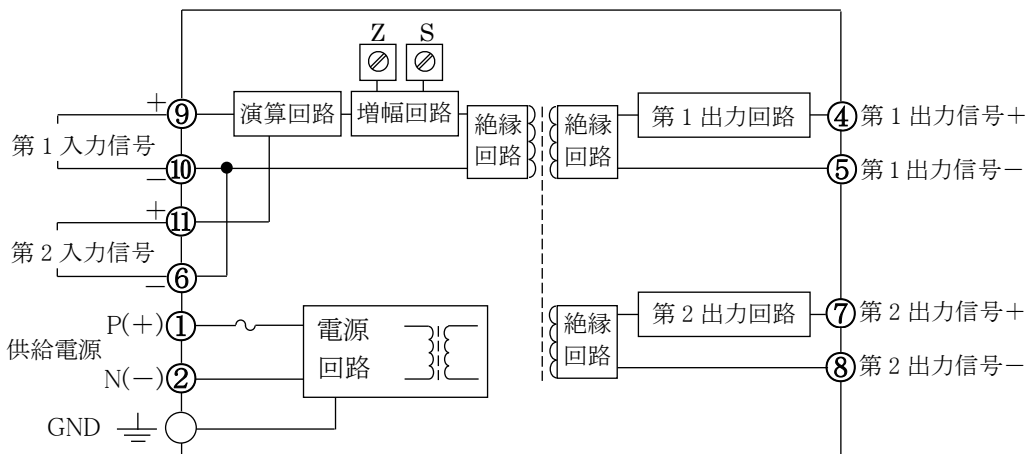 Z
S
+
⑨
演算回路
増幅回路
絶縁
回路
絶縁
回路
第1出力回路
④
第1出力信号+
第1入力信号
⑩
−
⑤
第1出力信号−
+
⑪
第2入力信号
⑥
−
P(+)
①
供給電源
N(−)
②
電源
回路
絶縁
回路
第2出力回路
⑦
第2出力信号+
⑧
第2出力信号−
GND